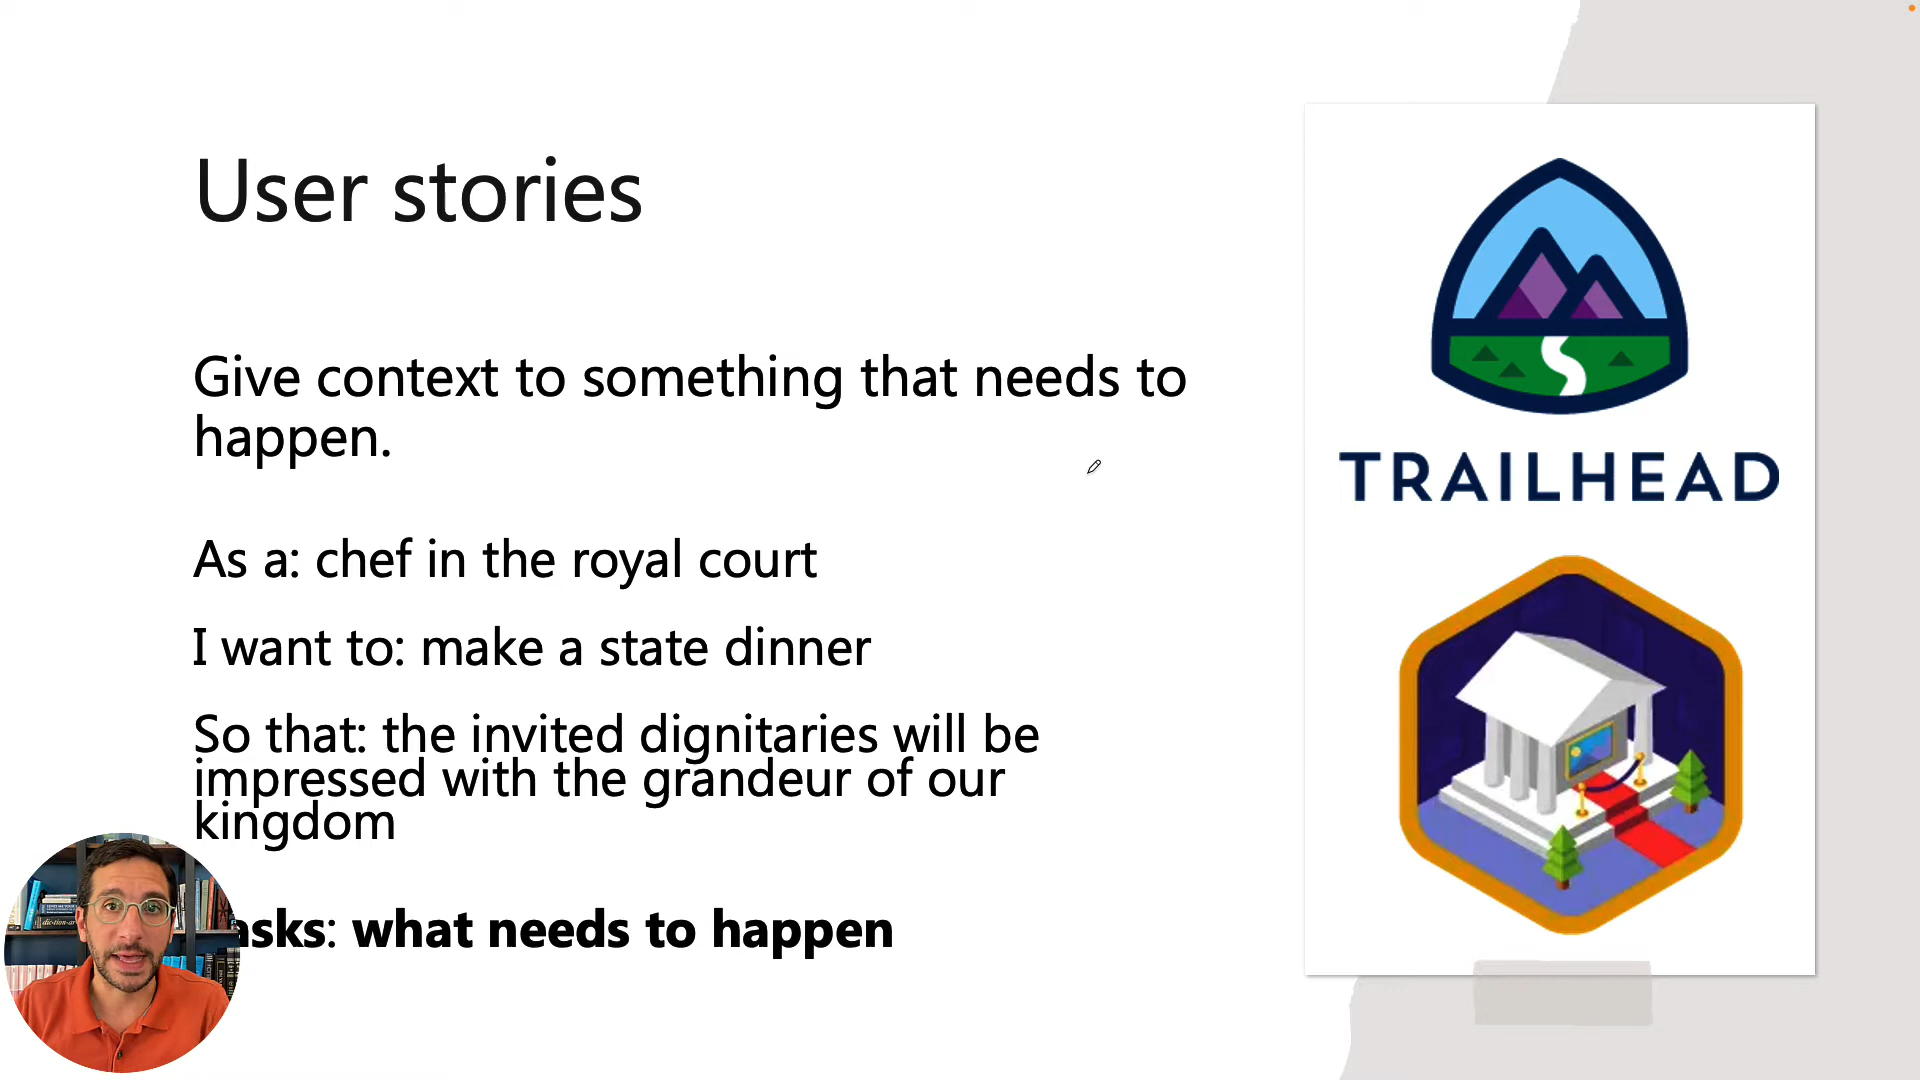 User stories
Give context to something that needs to
happen.
As a: chef in the royal court
I want to: make a state dinner
So that: the invited dignitaries will be
impressed with the grandeur of our
kingdom
asks: what needs to happen
TRAILHEAD